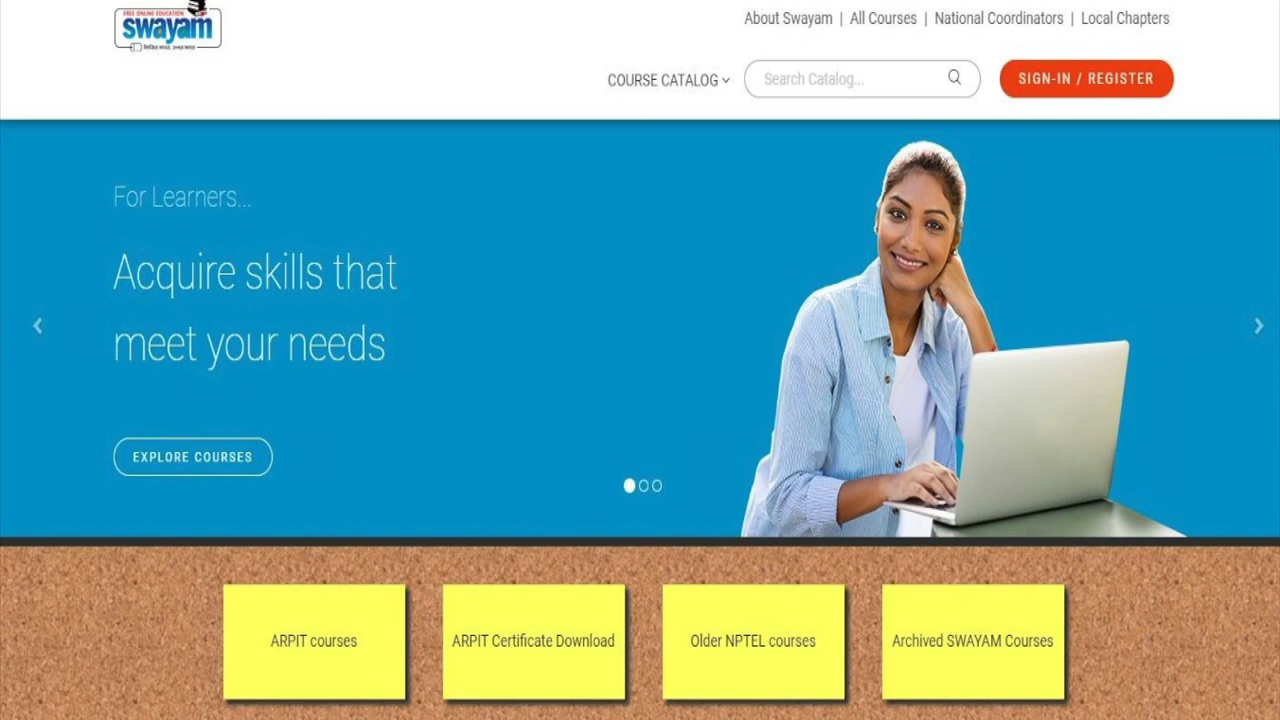 FREE ONLINE EDUCATION
swayam
About Swayam | All Courses | National Coordinators | Local Chapters
COURSE CATALOG
Search Catalog...
SIGN-IN / REGISTER
For Learners...
Acquire skills that
meet your needs
EXPLORE COURSES
ARPIT courses
ARPIT Certificate Download
Older NPTEL courses
Archived SWAYAM Courses